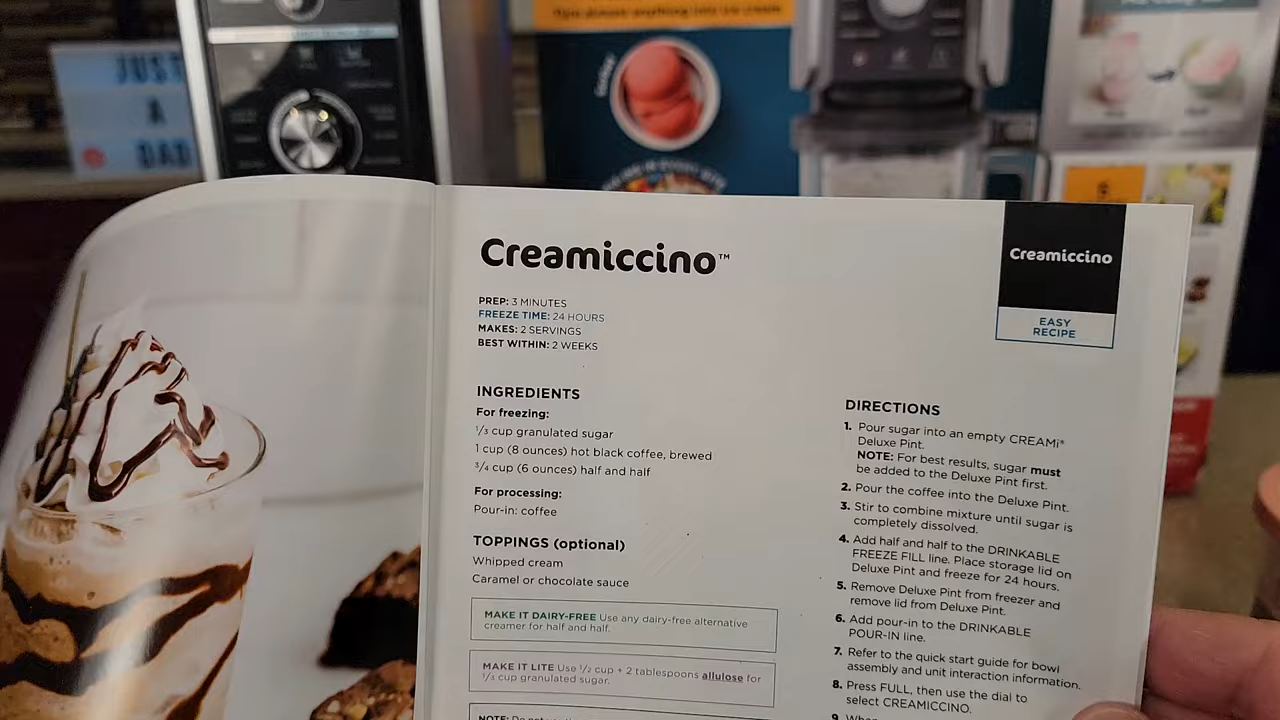 JUST
A
DAD
Creamiccino™
Creamiccino
EASY
RECIPE
PREP: 3 MINUTES
FREEZE TIME: 24 HOURS
MAKES: 2 SERVINGS
BEST WITHIN: 2 WEEKS
INGREDIENTS
For freezing:
1/3 cup granulated sugar
1 cup (8 ounces) hot black coffee, brewed
3/4 cup (6 ounces) half and half
For processing:
Pour-in: coffee
TOPPINGS (optional)
Whipped cream
Caramel or chocolate sauce
MAKE IT DAIRY-FREE Use any dairy-free alternative
creamer for half and half.
MAKE IT LITE Use 1/2 cup + 2 tablespoons allulose for
1/3 cup granulated sugar.
NOTE: Do not
DIRECTIONS
1. Pour sugar into an empty CREAMi®
Deluxe Pint.
NOTE: For best results, sugar must
be added to the Deluxe Pint first.
2. Pour the coffee into the Deluxe Pint.
3. Stir to combine mixture until sugar is
completely dissolved.
4. Add half and half to the DRINKABLE
FREEZE FILL line. Place storage lid on
Deluxe Pint and freeze for 24 hours.
5. Remove Deluxe Pint from freezer and
remove lid from Deluxe Pint.
6. Add pour-in to the DRINKABLE
POUR-IN line.
7. Refer to the quick start guide for bowl
assembly and unit interaction information.
8. Press FULL, then use the dial to
select CREAMICCINO.
9. When